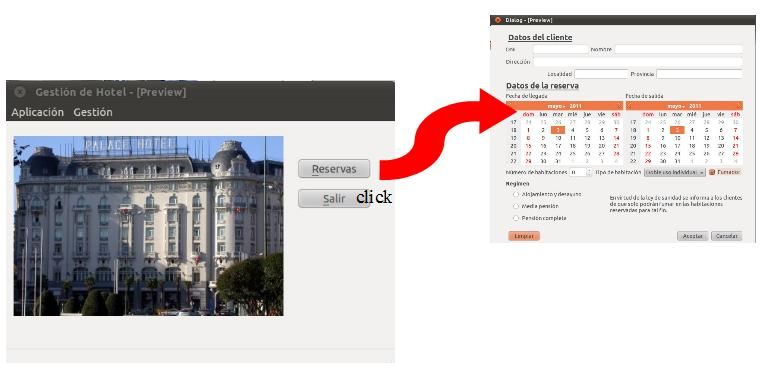 Gestión de Hotel - [Preview]
Aplicación Gestión
PALACE HOTEL
Reservas
Salir
click
Dialog - [Preview]
Datos del cliente
DNI Nombre
Dirección
Localidad Provincia
Datos de la reserva
Fecha de llegada Fecha de salida
mayo 2011 mayo 2011
dom lun mar mié jue vie sáb dom lun mar mié jue vie sáb
17 24 25 26 27 28 29 30 17 24 25 26 27 28 29 30
18 1 2 3 4 5 6 7 18 1 2 3 4 5 6 7
19 8 9 10 11 12 13 14 19 8 9 10 11 12 13 14
20 15 16 17 18 19 20 21 20 15 16 17 18 19 20 21
21 22 23 24 25 26 27 28 21 22 23 24 25 26 27 28
22 29 30 31 1 2 3 4 22 29 30 31 1 2 3 4
Número de habitaciones 0 Tipo de habitación Doble uso individual Fumador
Regimen
Alojamiento y desayuno
Media pensión
Pensión completa
En virtud de la ley de sanidad se informa a los clientes
de que solo podrán fumar en las habitaciones
reservadas para tal fin.
Limpiar Aceptar Cancelar